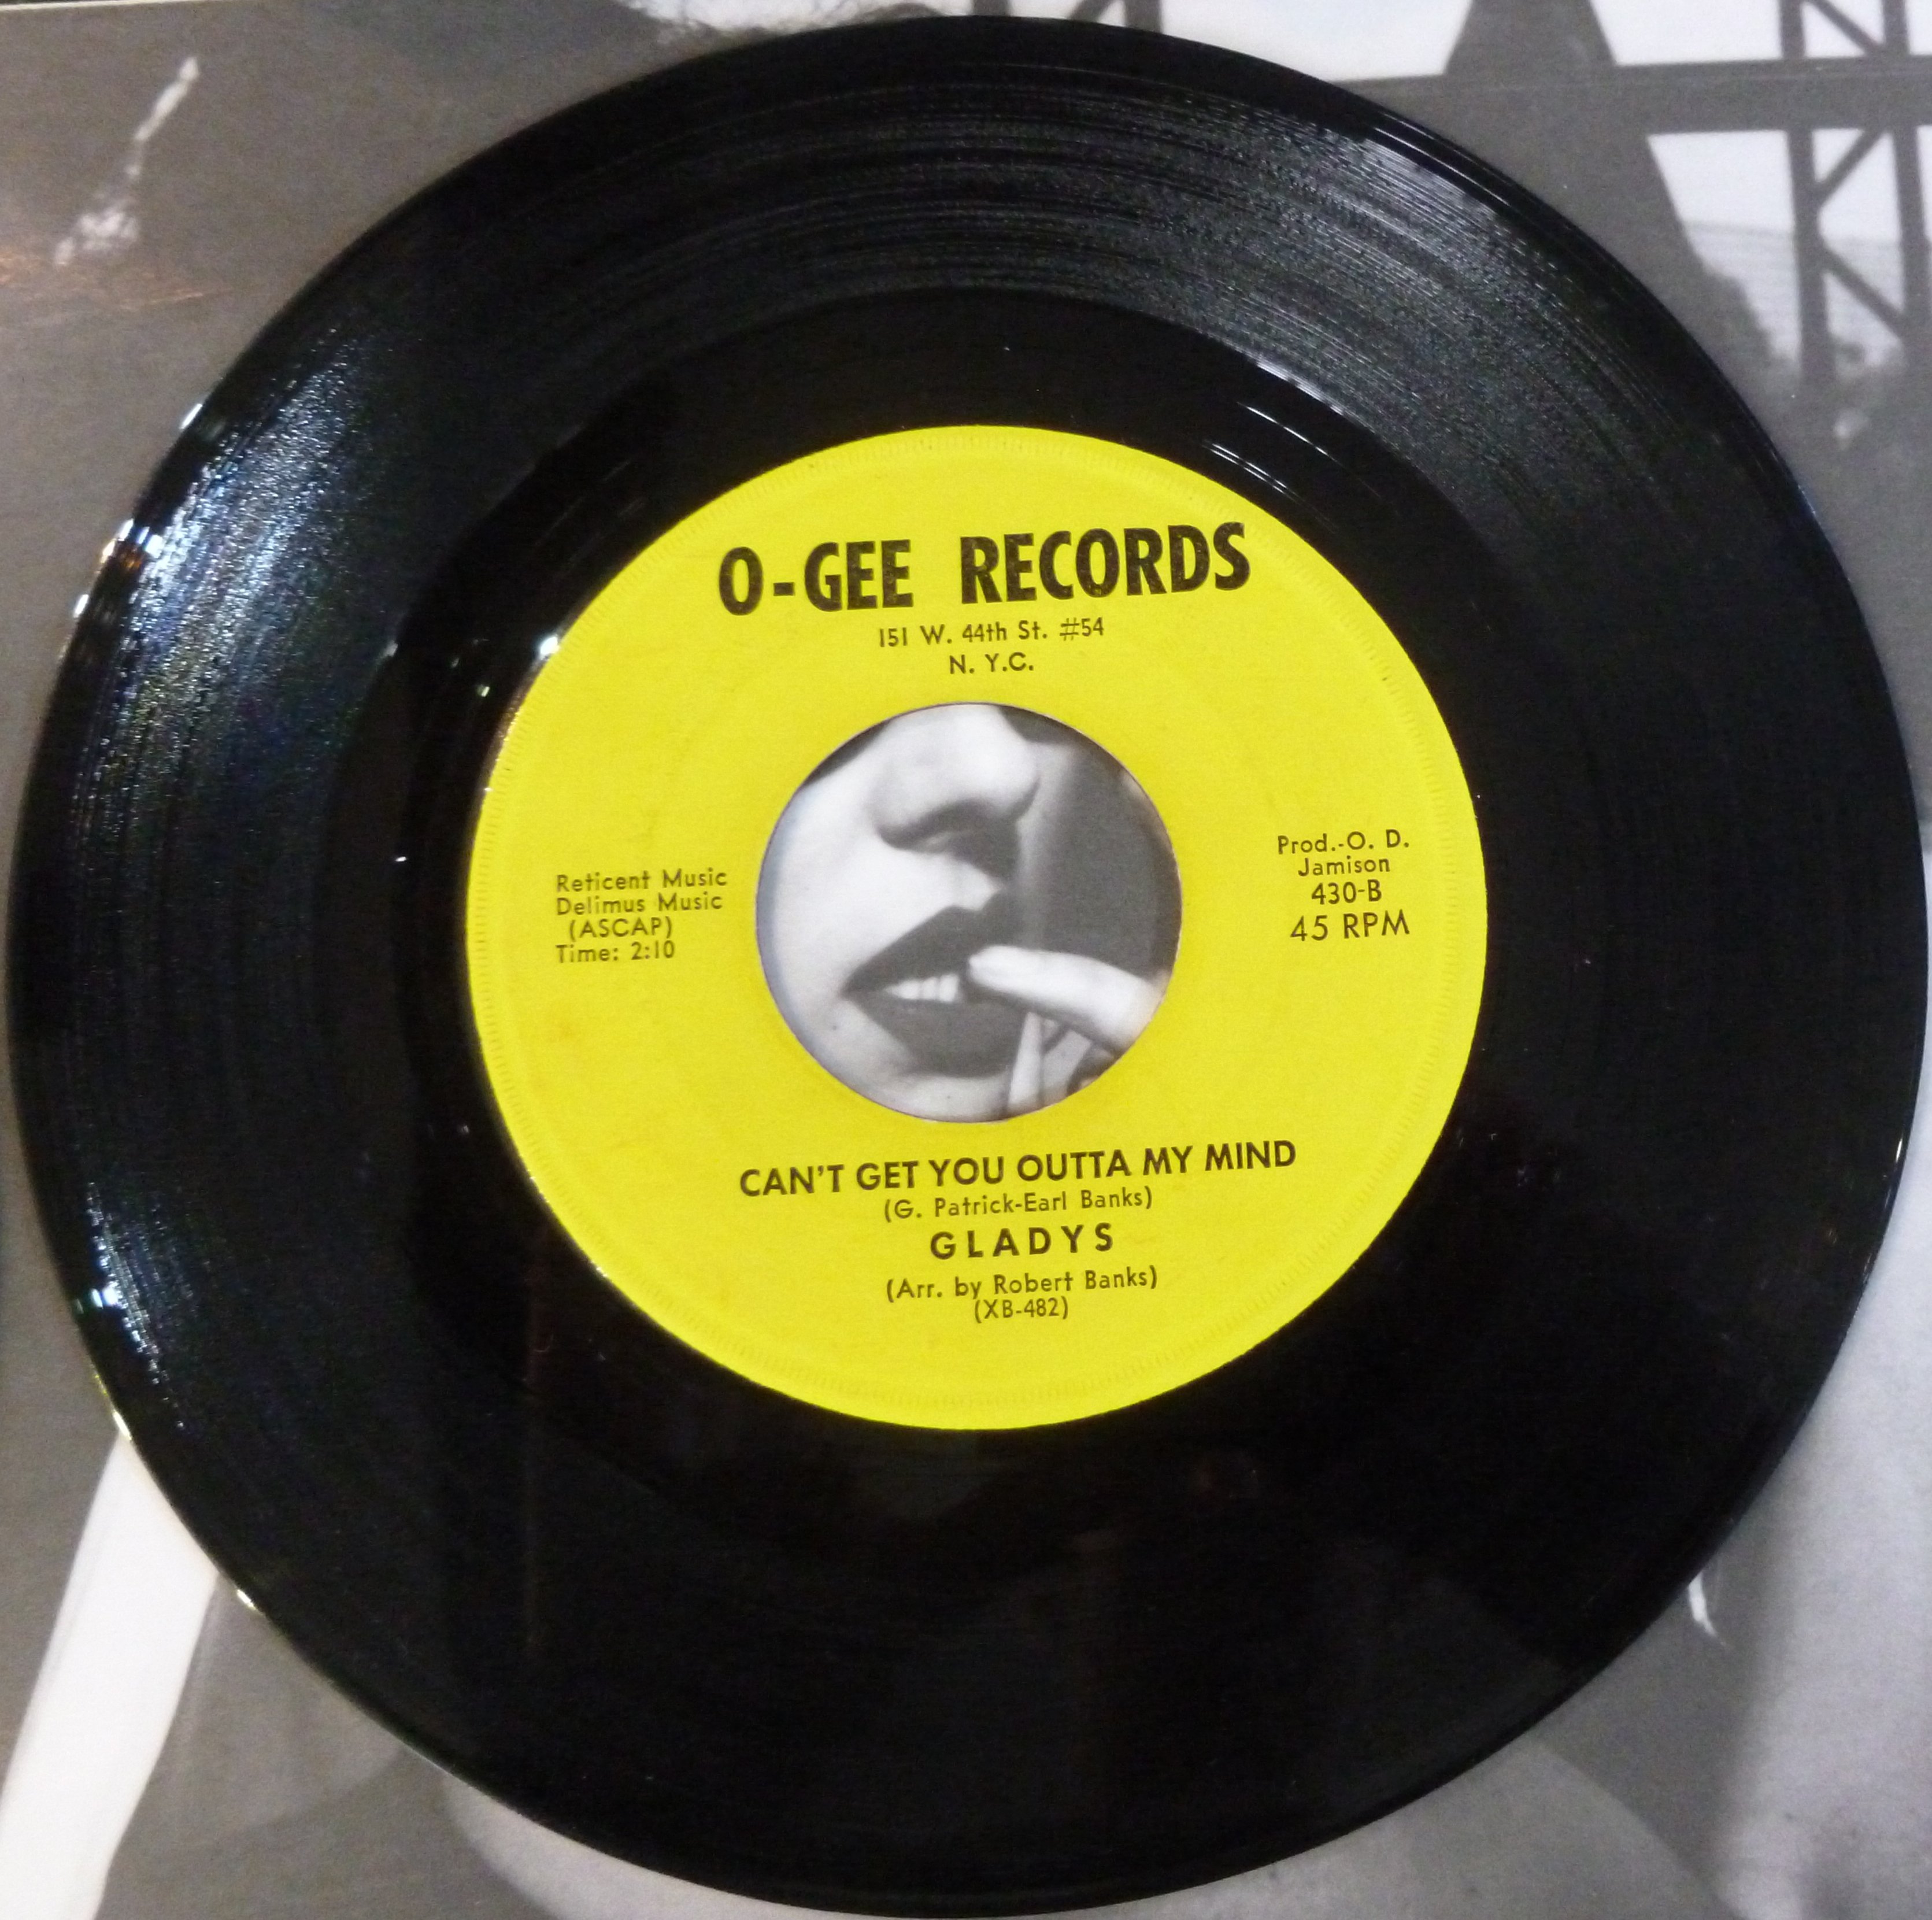 O-GEE RECORDS
151 W. 44th St. #54
N. Y.C.
Reticent Music
Delimus Music
(ASCAP)
Time: 2:10
Prod.-O. D.
Jamison
430-B
45 RPM
CAN'T GET YOU OUTTA MY MIND
(G. Patrick-Earl Banks)
GLADYS
(Arr. by Robert Banks)
(XB-482)